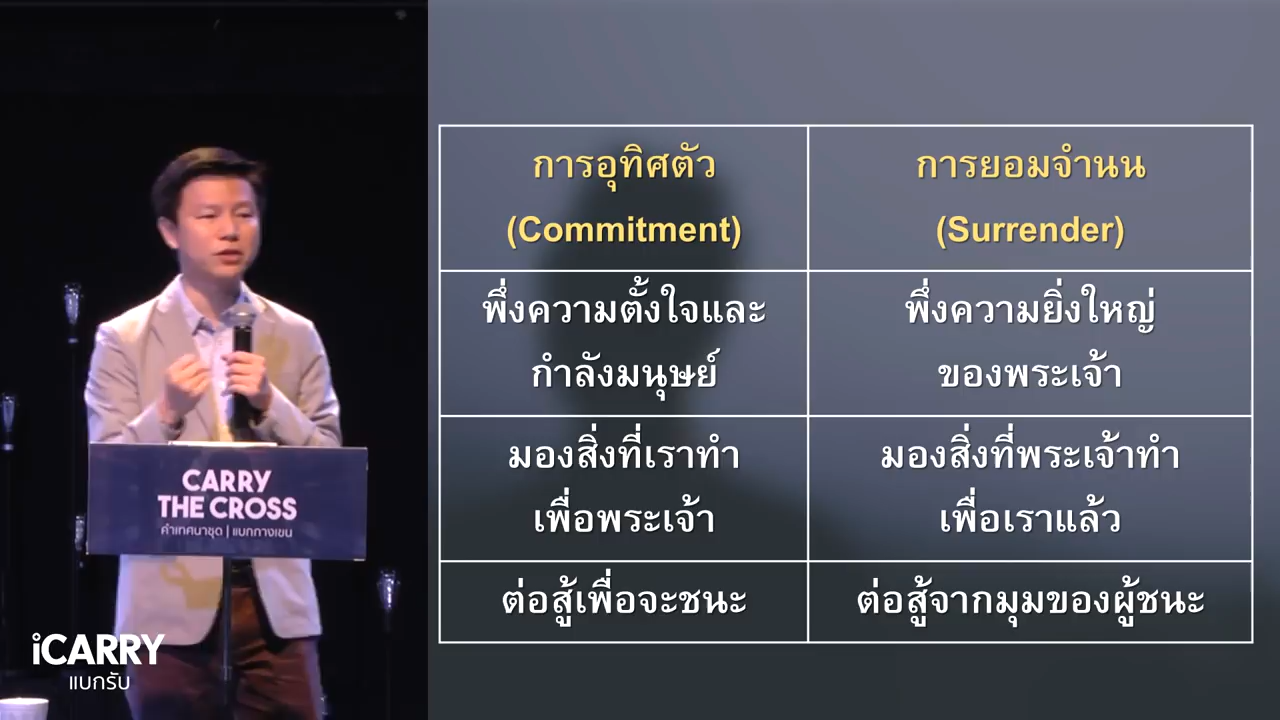 การอุทิศตัว
(Commitment)
การยอมจำนน
(Surrender)
พึ่งความตั้งใจและ
กำลังมนุษย์
พึ่งความยิ่งใหญ่
ของพระเจ้า
มองสิ่งที่เราทำ
เพื่อพระเจ้า
มองสิ่งที่พระเจ้าทำ
เพื่อเราแล้ว
ต่อสู้เพื่อจะชนะ
ต่อสู้จากมุมของผู้ชนะ
CARRY
THE CROSS
คำเทศนาชุด | แบกกางเขน
iCARRY
แบกรับ